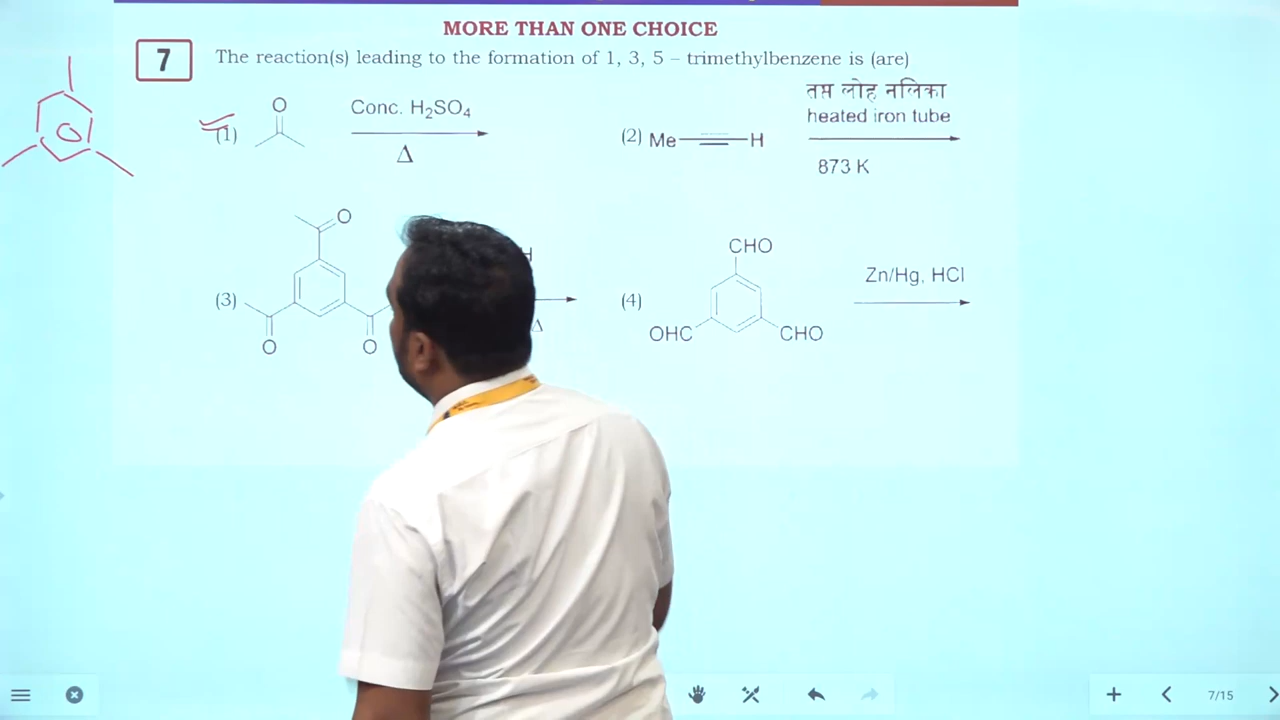 MORE THAN ONE CHOICE
7 The reaction(s) leading to the formation of 1, 3, 5 – trimethylbenzene is (are)
(1) O Conc. H₂SO₄ Δ
(2) Me H तप्त लोह नलिका heated iron tube 873 K
(3) O O O H Δ
(4) CHO OHC CHO Zn/Hg, HCl
7/15